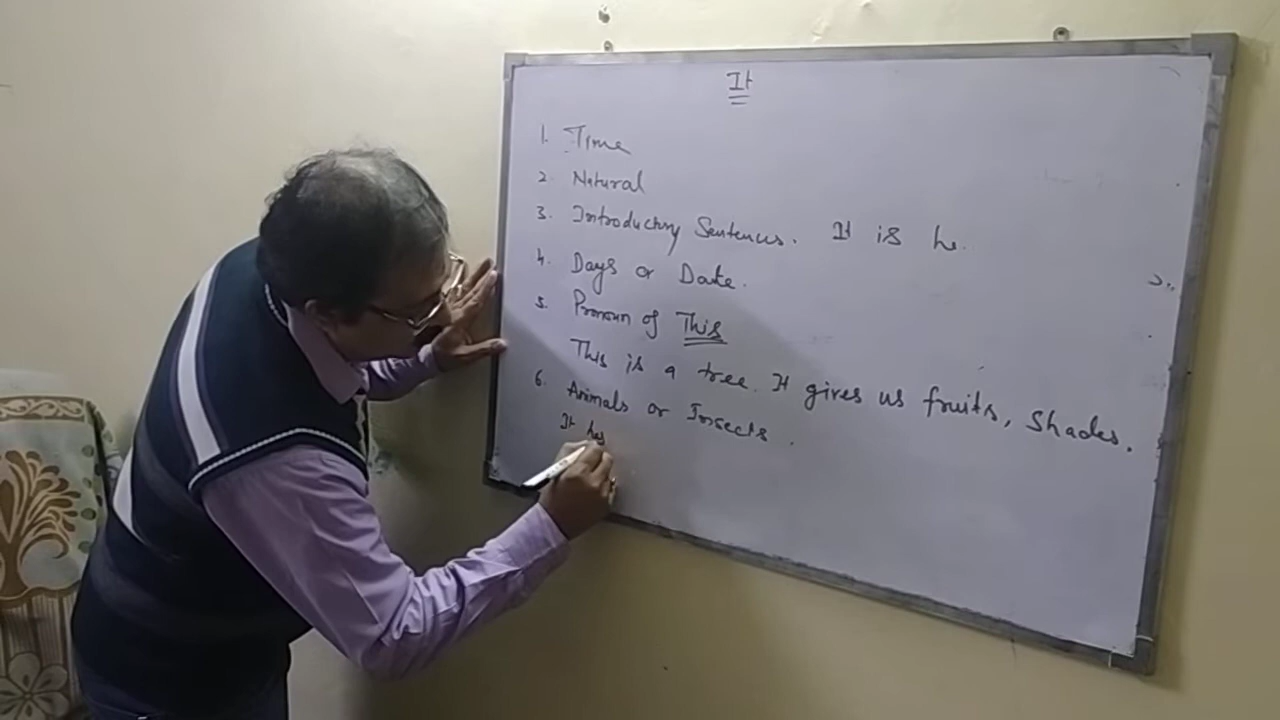 It
1. Time
2. Natural
3. Introductory Sentences. It is he.
4. Days or Date.
5. Pronoun of This
This is a tree. It gives us fruits, Shades.
6. Animals or Insects.
It has